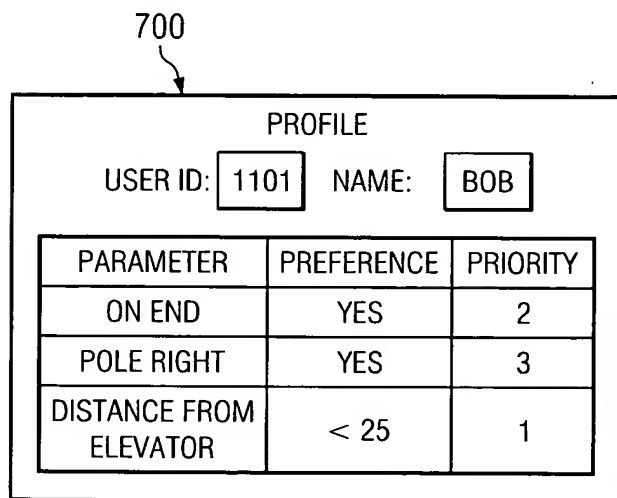 700
PROFILE
USER ID: 1101 NAME: BOB
PARAMETER PREFERENCE PRIORITY
ON END YES 2
POLE RIGHT YES 3
DISTANCE FROM
ELEVATOR < 25 1